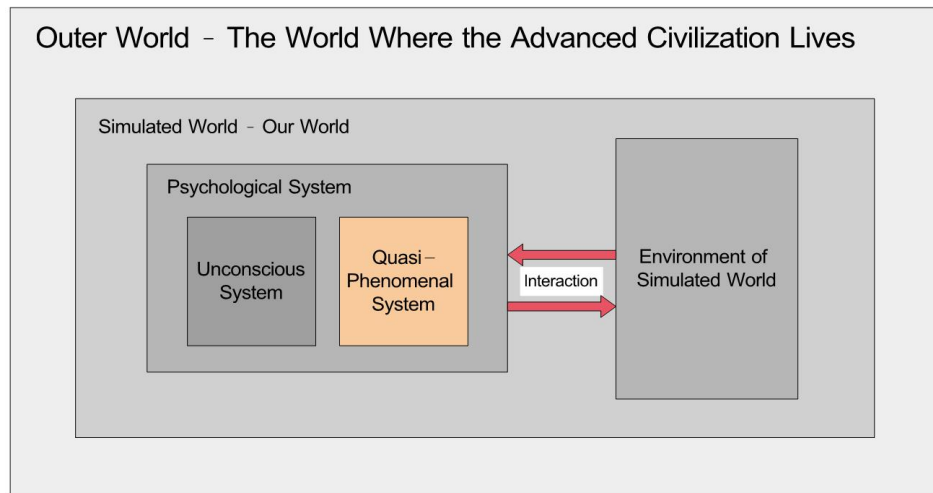 Outer World – The World Where the Advanced Civilization Lives
Simulated World – Our World
Psychological System
Unconscious
System
Quasi–
Phenomenal
System
Interaction
Environment of
Simulated World